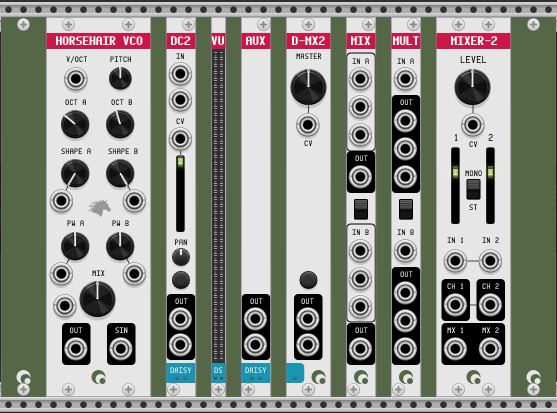 HORSEHAIR VCO
V/OCT PITCH
OCT A OCT B
SHAPE A SHAPE B
PW A PW B
MIX
OUT SIN
DC2
IN
CV
PAN
OUT
DAISY
VU
DS
AUX
OUT
DAISY
D-MX2
MASTER
CV
OUT
MIX
IN A
OUT
IN B
OUT
MULT
IN A
OUT
IN B
OUT
MIXER-2
LEVEL
1 CV 2
MONO
ST
IN 1 IN 2
CH 1 CH 2
MX 1 MX 2